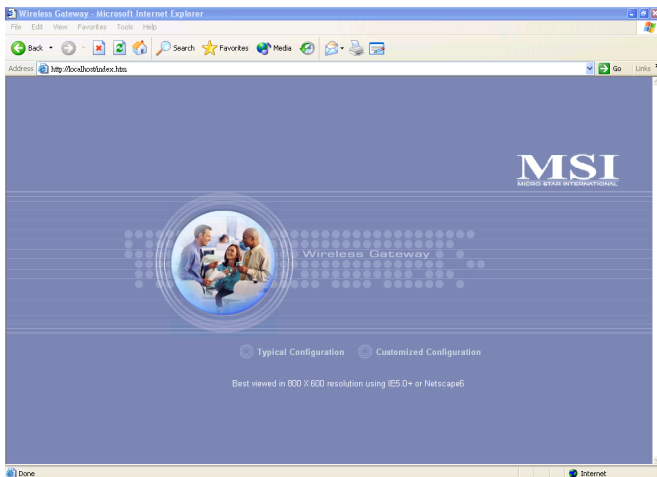 Wireless Gateway - Microsoft Internet Explorer
File Edit View Favorites Tools Help
Back Search Favorites Media
Address http://localhost/index.htm Go Links
MSI
MICRO STAR INTERNATIONAL
Wireless Gateway
Typical Configuration Customized Configuration
Best viewed in 800 X 600 resolution using IE5.0+ or Netscape6
Done Internet